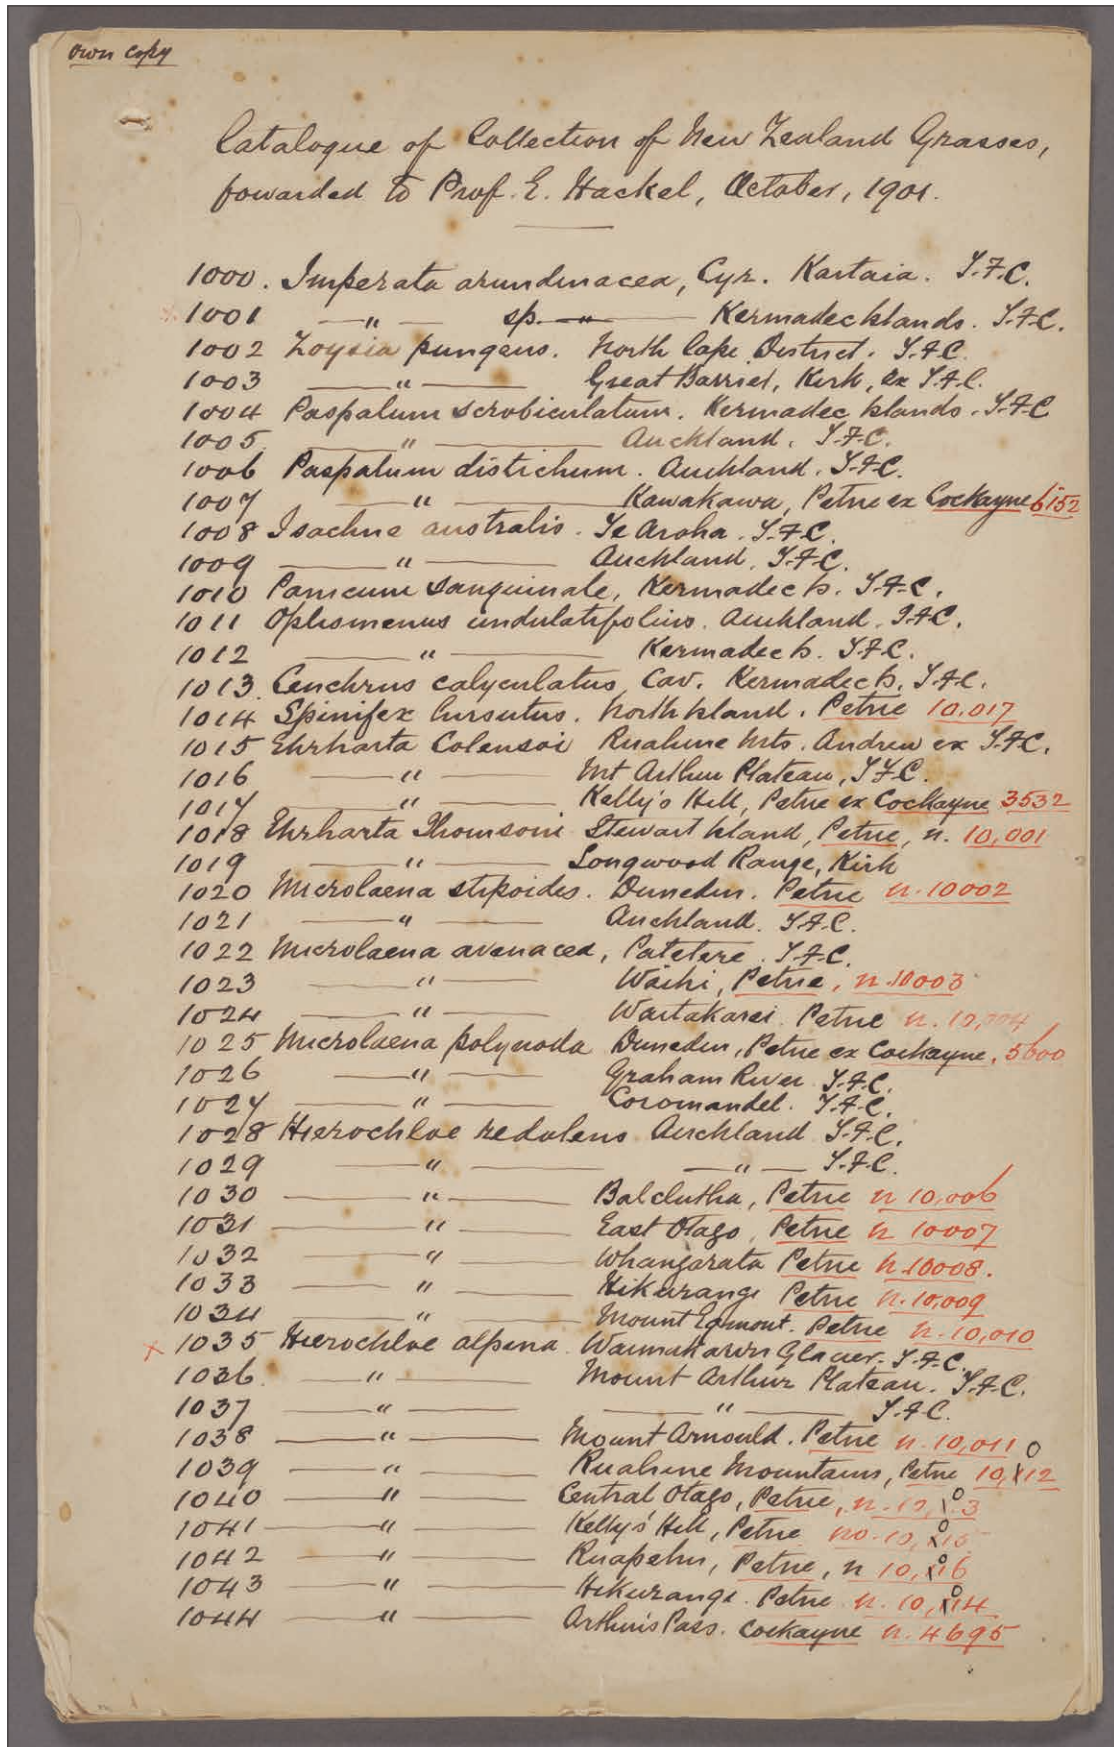 own copy
Catalogue of Collection of New Zealand Grasses,
fowarded to Prof. E. Hackel, October, 1901.
1000. Imperata arundinacea, Cyr. Kaitaia. T.F.C.
x 1001 — " — sp. — " — Kermadec Islands. T.F.C.
1002 Zoysia pungens. North Cape District. T.F.C.
1003 — " — Great Barrier, Kirk, ex T.F.C.
1004 Paspalum scrobiculatum. Kermadec Islands. T.F.C
1005 — " — Auckland. T.F.C.
1006 Paspalum distichum. Auckland. T.F.C.
1007 — " — Kawakawa, Petrie ex Cockayne 6152
1008 Isachne australis. Te Aroha. T.F.C.
1009 — " — Auckland. T.F.C.
1010 Panicum sanguinale, Kermadec Is. T.F.C.
1011 Oplismenus undulatifolius. Auckland. T.F.C.
1012 — " — Kermadec Is. T.F.C.
1013. Cenchrus calyculatus, Cav. Kermadec Is. T.F.C.
1014 Spinifex hirsutus. North Island. Petrie 10.017
1015 Ehrharta Colensoi Ruahine Mts. Andrew ex T.F.C.
1016 — " — Mt Arthur Plateau, T.F.C.
1017 — " — Kelly's Hill, Petrie ex Cockayne 3532
1018 Ehrharta Thomsoni Stewart Island, Petrie, n. 10,001
1019 — " — Longwood Range, Kirk
1020 Microlaena stipoides. Dunedin. Petrie n. 10002
1021 — " — Auckland. T.F.C.
1022 Microlaena avenacea, Patetere. T.F.C.
1023 — " — Waihi, Petrie, n. 10003
1024 — " — Waitakarei. Petrie n.
1025 Microlaena polynoda Dunedin, Petrie ex Cockayne, 5600
1026 — " — Graham River. T.F.C.
1027 — " — Coromandel. T.F.C.
1028 Hierochloe redolens Auckland T.F.C.
1029 — " — — " — T.F.C.
1030 — " — Balclutha, Petrie n 10,006
1031 — " — East Otago, Petrie n 10007
1032 — " — Whangarata Petrie n. 10008.
1033 — " — Hikurangi Petrie n. 10,009
1034 — " — Mount Egmont. Petrie n. 10,010
x 1035 Hierochloe alpina Waimakariri Glacier. T.F.C.
1036 — " — Mount Arthur Plateau. T.F.C.
1037 — " — — " — T.F.C.
1038 — " — Mount Arnould. Petrie n. 10,011
1039 — " — Ruahine Mountains, Petrie 10,012
1040 — " — Central Otago, Petrie, n.
1041 — " — Kelly's Hill, Petrie no. 10,015
1042 — " — Ruapehu, Petrie, n 10,016
1043 — " — Hikurangi. Petrie n. 10,014
1044 — " — Arthur's Pass. Cockayne n. 4695